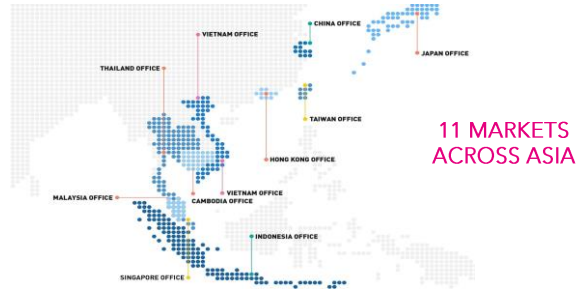 CHINA OFFICE
VIETNAM OFFICE
JAPAN OFFICE
THAILAND OFFICE
TAIWAN OFFICE
11 MARKETS
ACROSS ASIA
HONG KONG OFFICE
MALAYSIA OFFICE
VIETNAM OFFICE
CAMBODIA OFFICE
INDONESIA OFFICE
SINGAPORE OFFICE